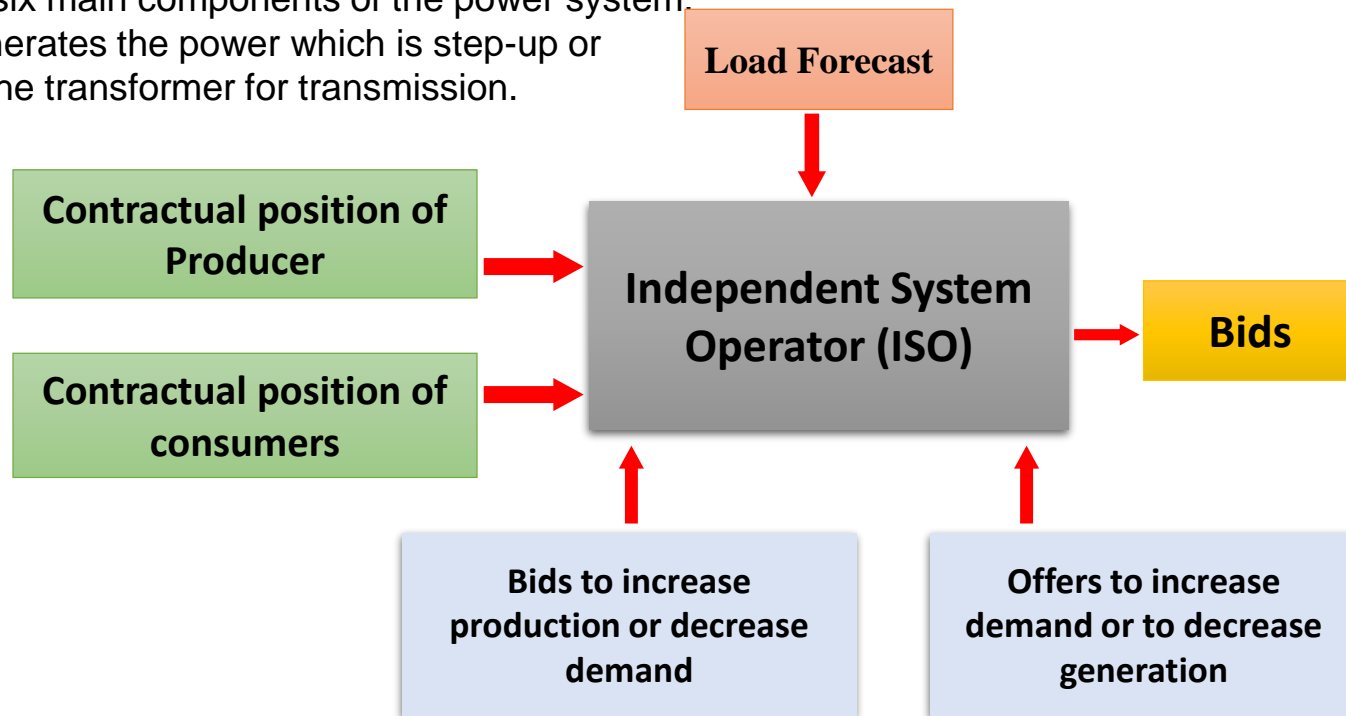 six main components of the power system.
nerates the power which is step-up or
he transformer for transmission.
Load Forecast
Contractual position of
Producer
Independent System
Operator (ISO)
Bids
Contractual position of
consumers
Bids to increase
production or decrease
demand
Offers to increase
demand or to decrease
generation